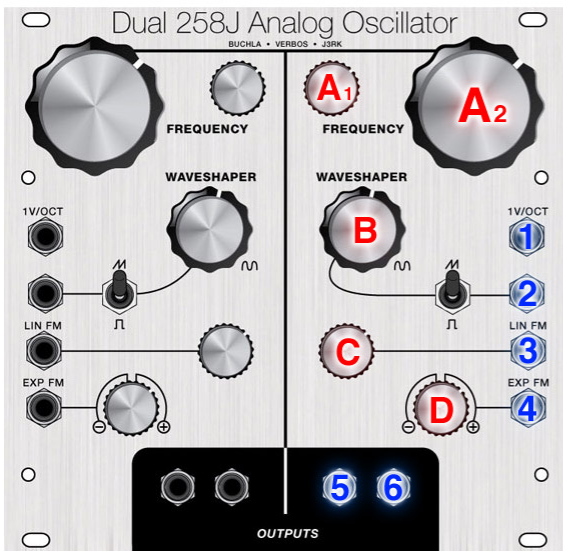 Dual 258J Analog Oscillator
BUCHLA • VERBOS • J3RK
A1
A2
FREQUENCY
FREQUENCY
WAVESHAPER
WAVESHAPER
B
1V/OCT
1V/OCT
1
2
LIN FM
LIN FM
C
3
EXP FM
EXP FM
D
4
5
6
OUTPUTS